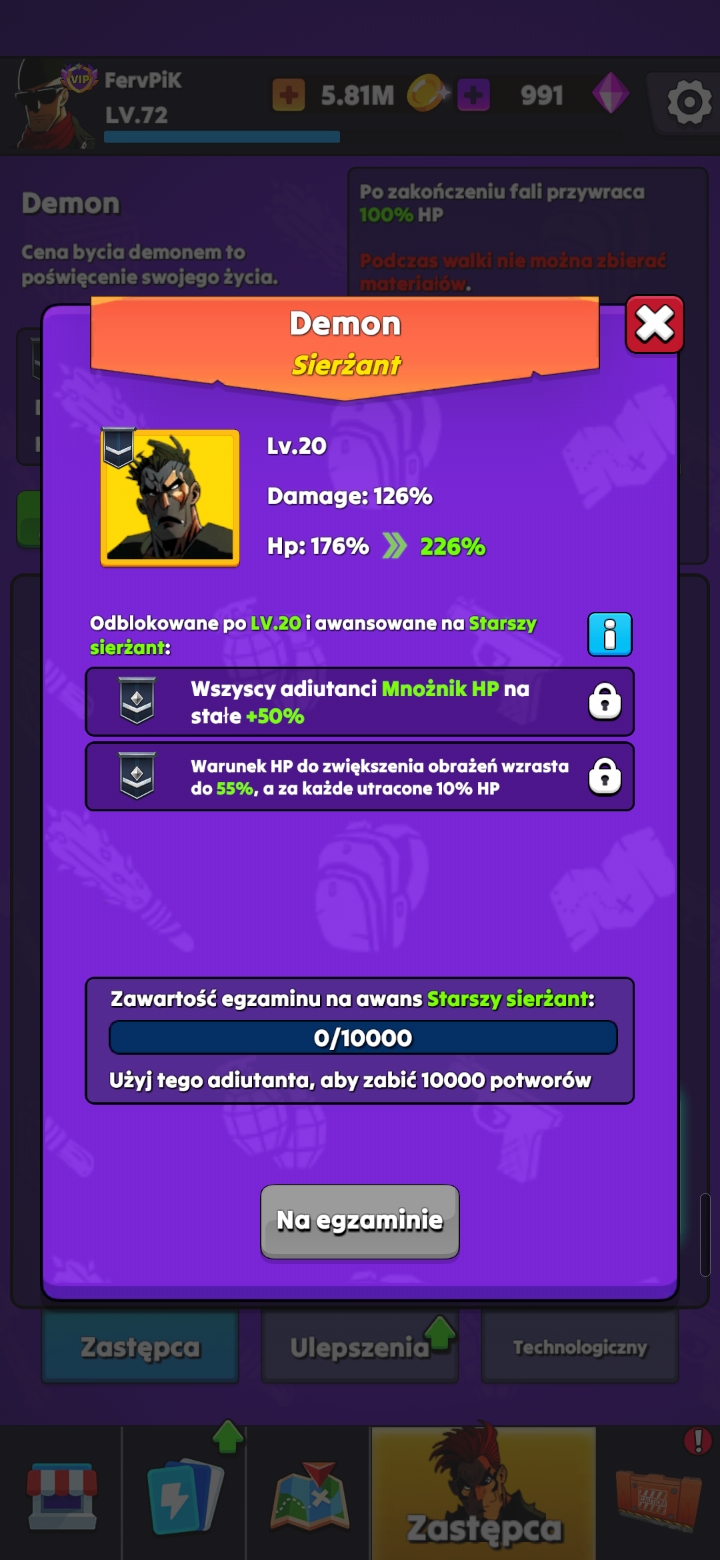 VIP
FervPiK
LV.72
5.81M
991
Demon
Cena bycia demonem to
poświęcenie swojego życia.
Po zakończeniu fali przywraca
100% HP
Podczas walki nie można zbierać
materiałów.
Demon
Sierżant
Lv.20
Damage: 126%
Hp: 176% 226%
Odblokowane po LV.20 i awansowane na Starszy
sierżant:
Wszyscy adiutanci Mnożnik HP na
stałe +50%
Warunek HP do zwiększenia obrażeń wzrasta
do 55%, a za każde utracone 10% HP
Zawartość egzaminu na awans Starszy sierżant:
0/10000
Użyj tego adiutanta, aby zabić 10000 potworów
Na egzaminie
Zastępca
Ulepszenia
Technologiczny
Zastępca